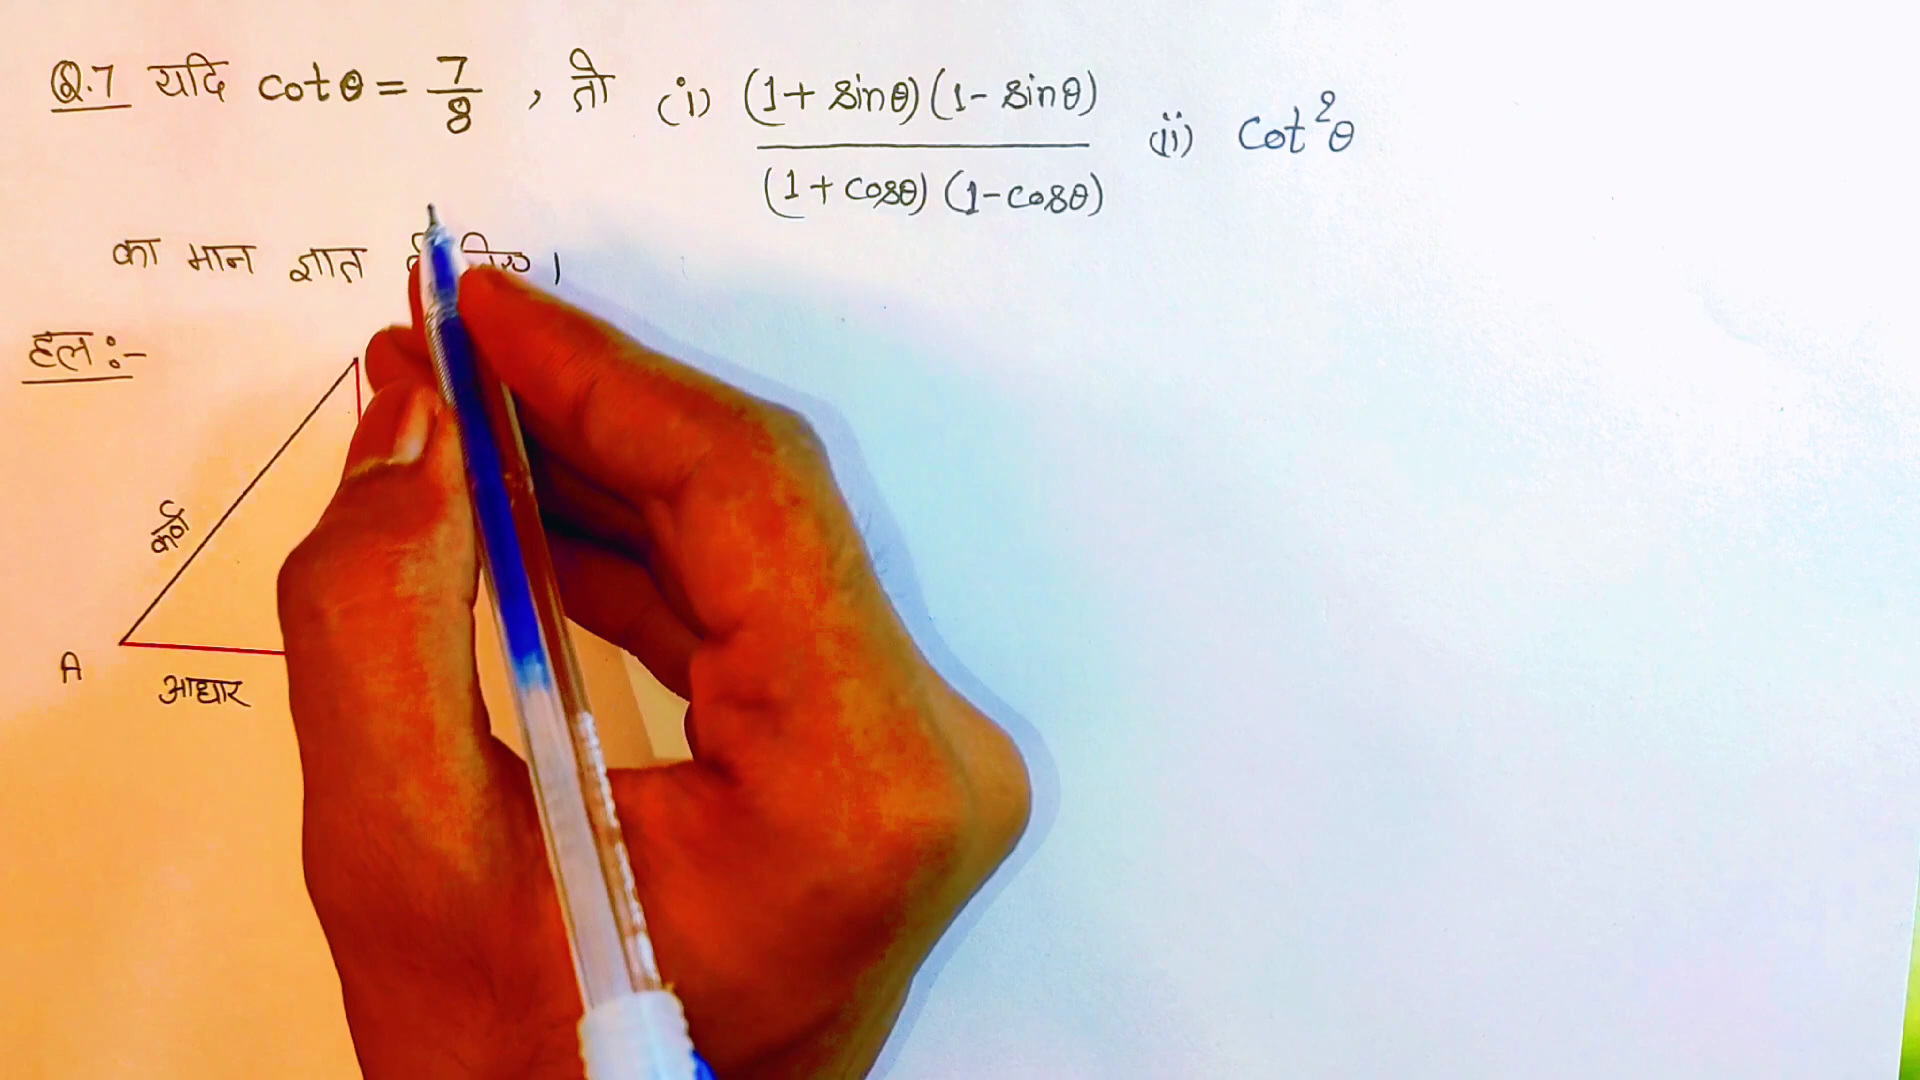 Q.7 यदि cotθ = 7/8 , तो (i) (1+ sinθ)(1- sinθ) / (1+cosθ)(1-cosθ) (ii) cot²θ
का मान ज्ञात ।
हल :-
कर्ण
A
आधार